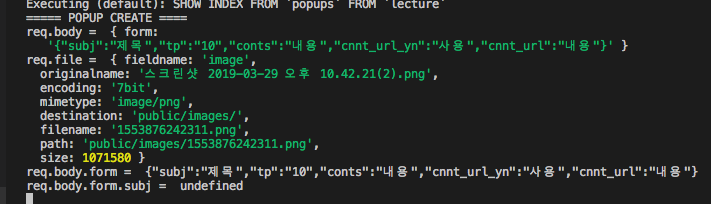 Executing (default): SHOW INDEX FROM `popups` FROM `lecture`
===== POPUP CREATE ====
req.body =  { form:
'{"subj":"제목","tp":"10","conts":"내용","cnnt_url_yn":"사용","cnnt_url":"내용"}' }
req.file =  { fieldname: 'image',
originalname: '스크린샷 2019-03-29 오후 10.42.21(2).png',
encoding: '7bit',
mimetype: 'image/png',
destination: 'public/images/',
filename: '1553876242311.png',
path: 'public/images/1553876242311.png',
size: 1071580 }
req.body.form =  {"subj":"제목","tp":"10","conts":"내용","cnnt_url_yn":"사용","cnnt_url":"내용"}
req.body.form.subj =  undefined